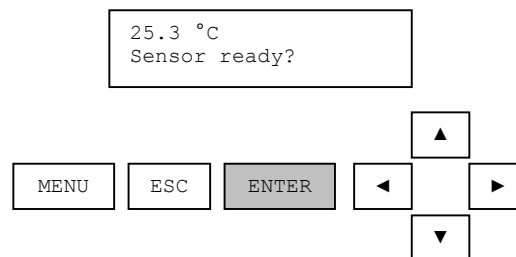 25.3 °C
Sensor ready?
▲
MENU ESC ENTER ◄ ►
▼